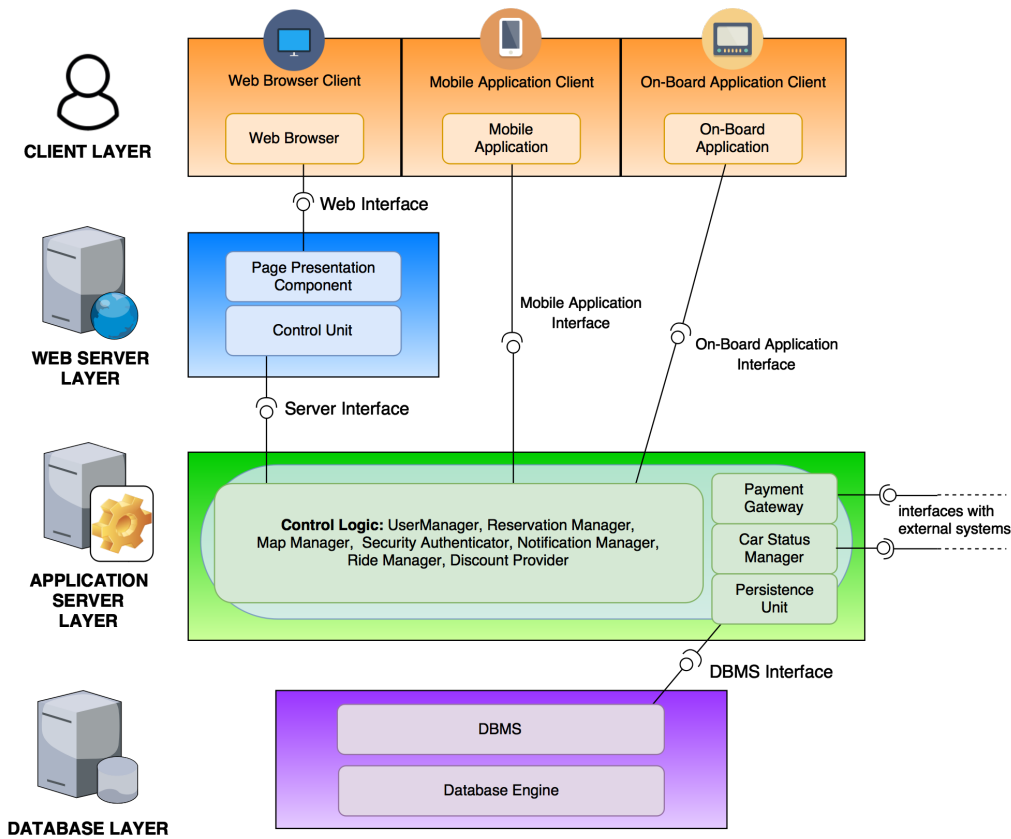 Web Browser Client
Mobile Application Client
On-Board Application Client
Web Browser
Mobile
Application
On-Board
Application
CLIENT LAYER
Web Interface
Page Presentation
Component
Control Unit
WEB SERVER
LAYER
Mobile Application
Interface
On-Board Application
Interface
Server Interface
Control Logic: UserManager, Reservation Manager,
Map Manager, Security Authenticator, Notification Manager,
Ride Manager, Discount Provider
Payment
Gateway
Car Status
Manager
Persistence
Unit
interfaces with
external systems
APPLICATION
SERVER
LAYER
DBMS Interface
DBMS
Database Engine
DATABASE LAYER